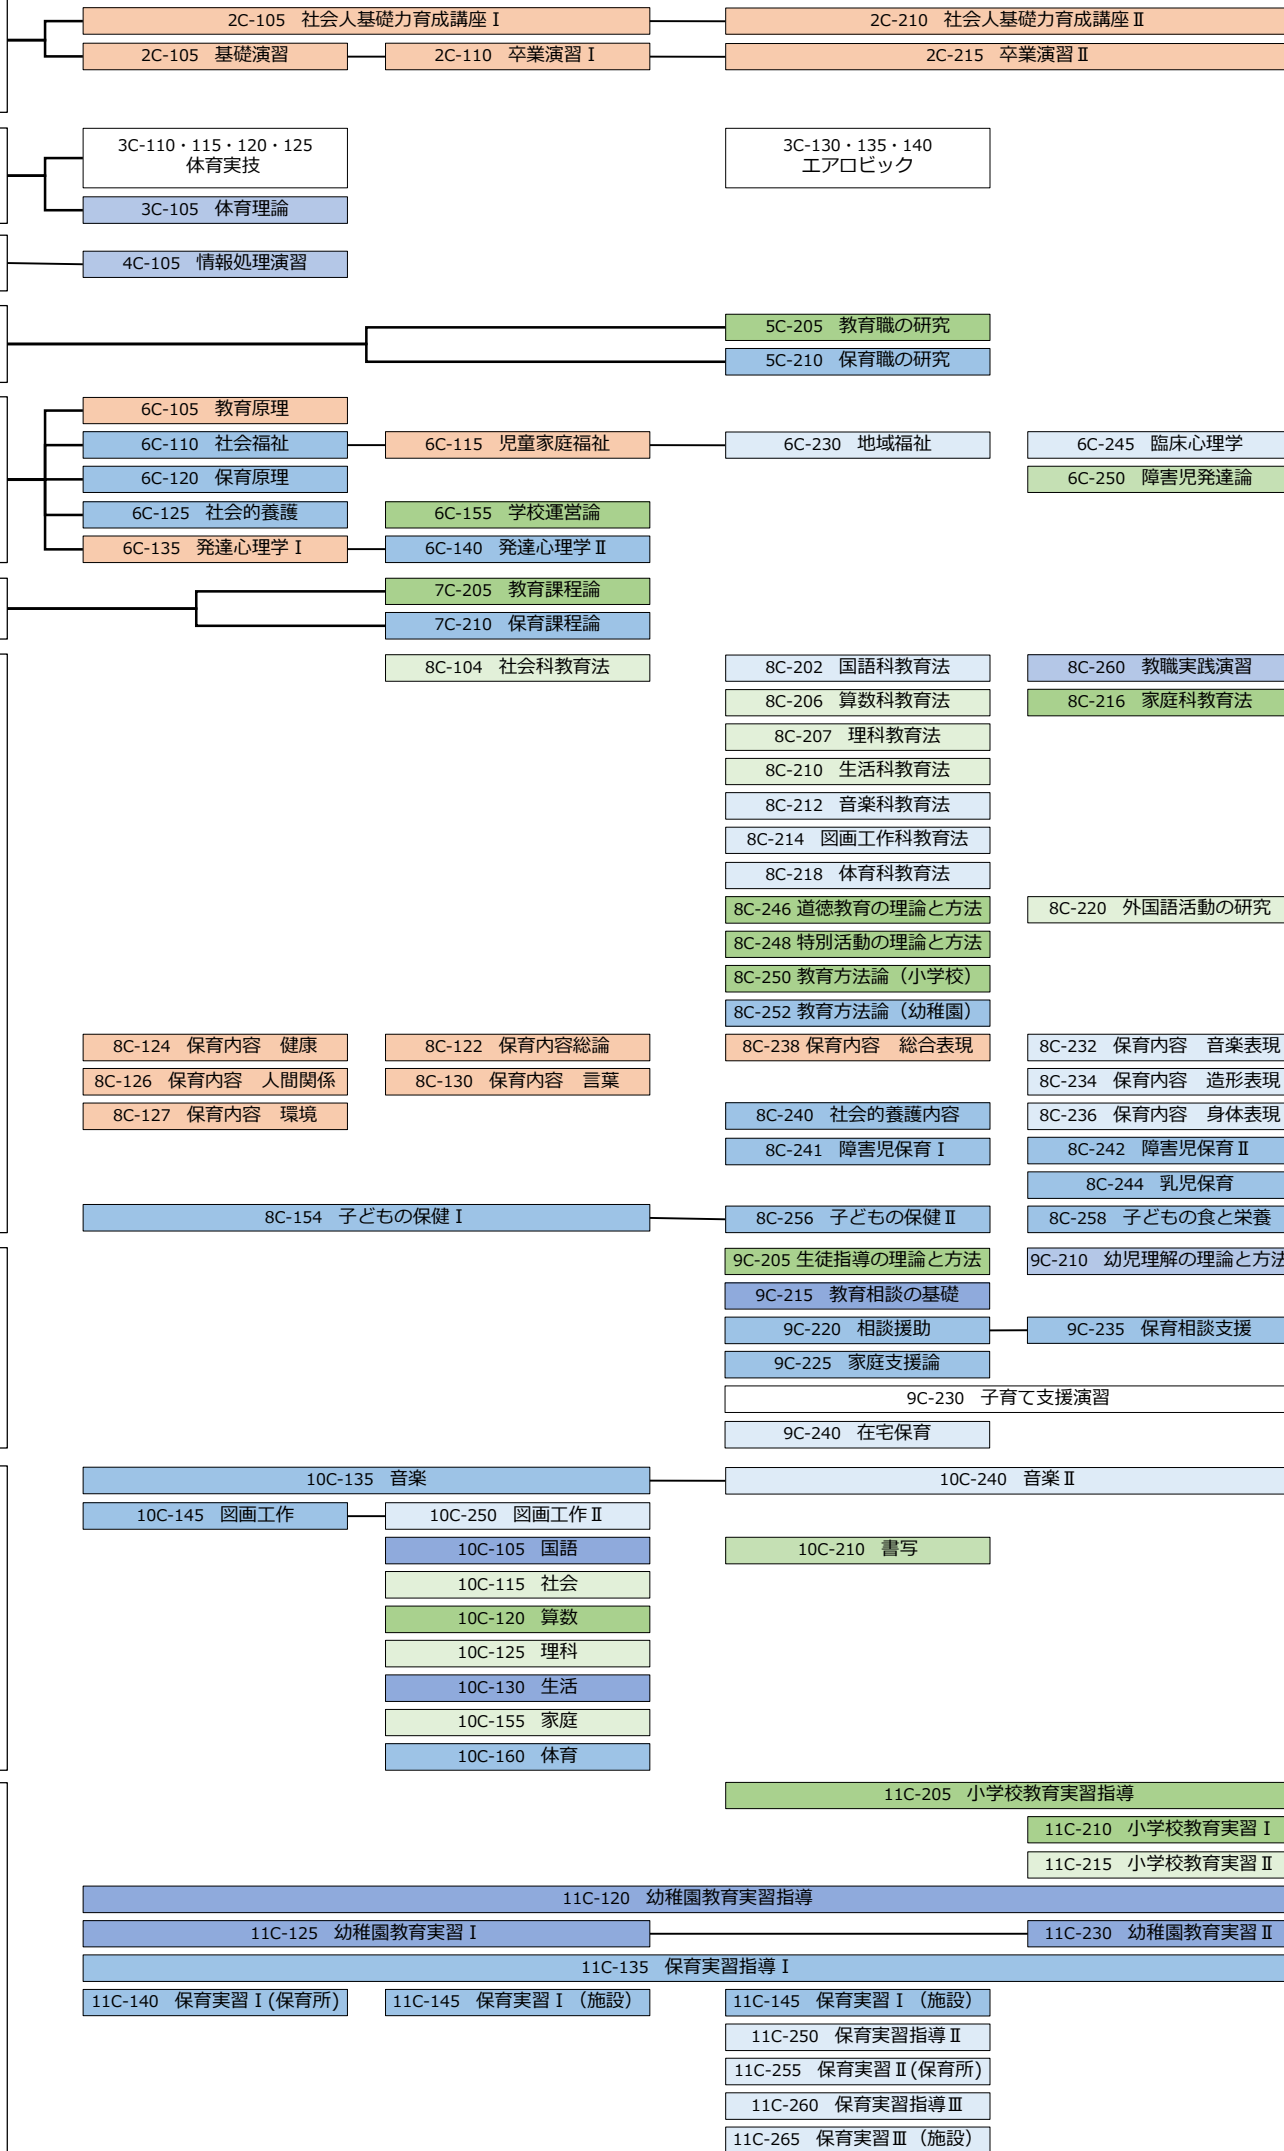 2C-105 社会人基礎力育成講座Ⅰ
2C-210 社会人基礎力育成講座Ⅱ
2C-105 基礎演習
2C-110 卒業演習Ⅰ
2C-215 卒業演習Ⅱ
3C-110・115・120・125
体育実技
3C-130・135・140
エアロビック
3C-105 体育理論
4C-105 情報処理演習
5C-205 教育職の研究
5C-210 保育職の研究
6C-105 教育原理
6C-110 社会福祉
6C-115 児童家庭福祉
6C-230 地域福祉
6C-245 臨床心理学
6C-120 保育原理
6C-250 障害児発達論
6C-125 社会的養護
6C-155 学校運営論
6C-135 発達心理学Ⅰ
6C-140 発達心理学Ⅱ
7C-205 教育課程論
7C-210 保育課程論
8C-104 社会科教育法
8C-202 国語科教育法
8C-260 教職実践演習
8C-206 算数科教育法
8C-216 家庭科教育法
8C-207 理科教育法
8C-210 生活科教育法
8C-212 音楽科教育法
8C-214 図画工作科教育法
8C-218 体育科教育法
8C-246 道徳教育の理論と方法
8C-220 外国語活動の研究
8C-248 特別活動の理論と方法
8C-250 教育方法論（小学校）
8C-252 教育方法論（幼稚園）
8C-124 保育内容 健康
8C-122 保育内容総論
8C-238 保育内容 総合表現
8C-232 保育内容 音楽表現
8C-126 保育内容 人間関係
8C-130 保育内容 言葉
8C-234 保育内容 造形表現
8C-127 保育内容 環境
8C-240 社会的養護内容
8C-236 保育内容 身体表現
8C-241 障害児保育Ⅰ
8C-242 障害児保育Ⅱ
8C-244 乳児保育
8C-154 子どもの保健Ⅰ
8C-256 子どもの保健Ⅱ
8C-258 子どもの食と栄養
9C-205 生徒指導の理論と方法
9C-210 幼児理解の理論と方法
9C-215 教育相談の基礎
9C-220 相談援助
9C-235 保育相談支援
9C-225 家庭支援論
9C-230 子育て支援演習
9C-240 在宅保育
10C-135 音楽
10C-240 音楽Ⅱ
10C-145 図画工作
10C-250 図画工作Ⅱ
10C-105 国語
10C-210 書写
10C-115 社会
10C-120 算数
10C-125 理科
10C-130 生活
10C-155 家庭
10C-160 体育
11C-205 小学校教育実習指導
11C-210 小学校教育実習Ⅰ
11C-215 小学校教育実習Ⅱ
11C-120 幼稚園教育実習指導
11C-125 幼稚園教育実習Ⅰ
11C-230 幼稚園教育実習Ⅱ
11C-135 保育実習指導Ⅰ
11C-140 保育実習Ⅰ(保育所)
11C-145 保育実習Ⅰ（施設）
11C-145 保育実習Ⅰ（施設）
11C-250 保育実習指導Ⅱ
11C-255 保育実習Ⅱ(保育所)
11C-260 保育実習指導Ⅲ
11C-265 保育実習Ⅲ（施設）